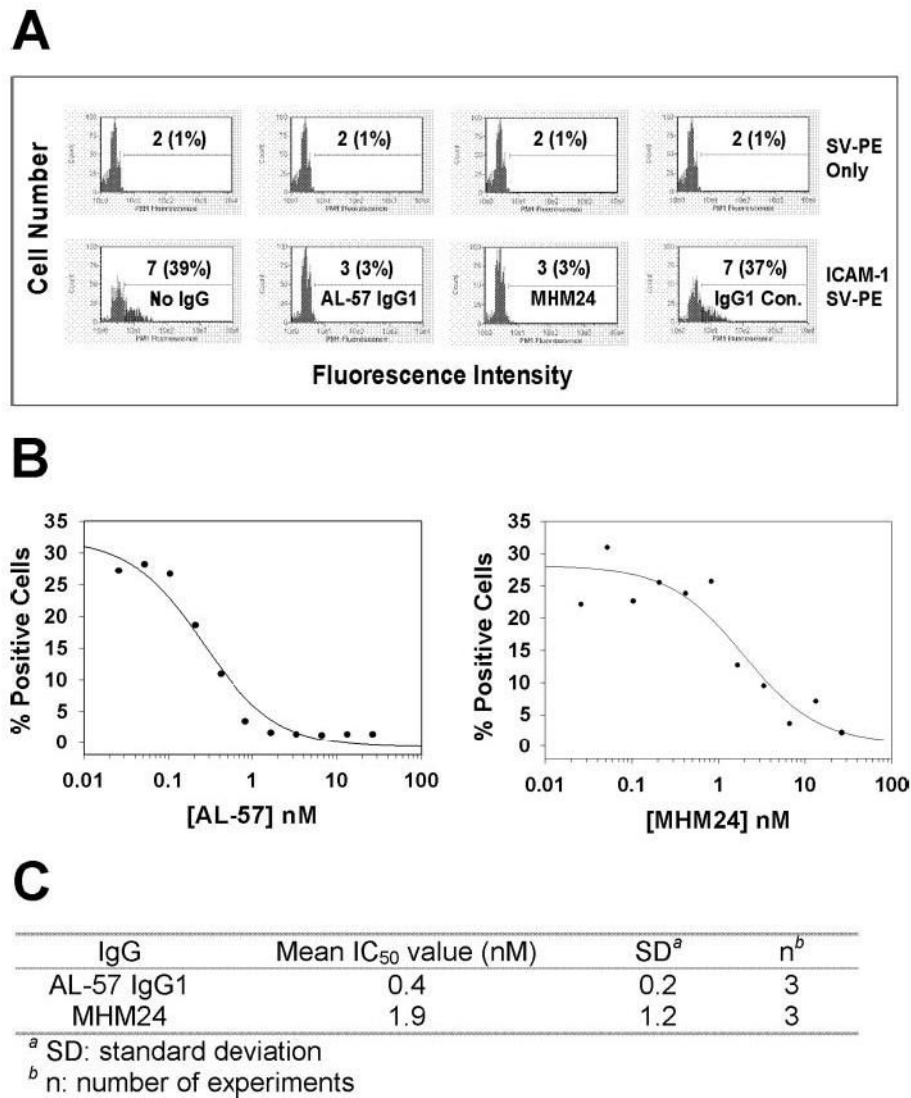 A
Cell Number
2 (1%)
2 (1%)
2 (1%)
2 (1%)
SV-PE
Only
7 (39%)
No IgG
3 (3%)
AL-57 IgG1
3 (3%)
MHM24
7 (37%)
IgG1 Con.
ICAM-1
SV-PE
Fluorescence Intensity
B
% Positive Cells
35
30
25
20
15
10
5
0
0.01 0.1 1 10 100
[AL-57] nM
% Positive Cells
35
30
25
20
15
10
5
0
0.01 0.1 1 10 100
[MHM24] nM
C
IgG Mean IC50 value (nM) SDa nb
AL-57 IgG1 0.4 0.2 3
MHM24 1.9 1.2 3
a SD: standard deviation
b n: number of experiments